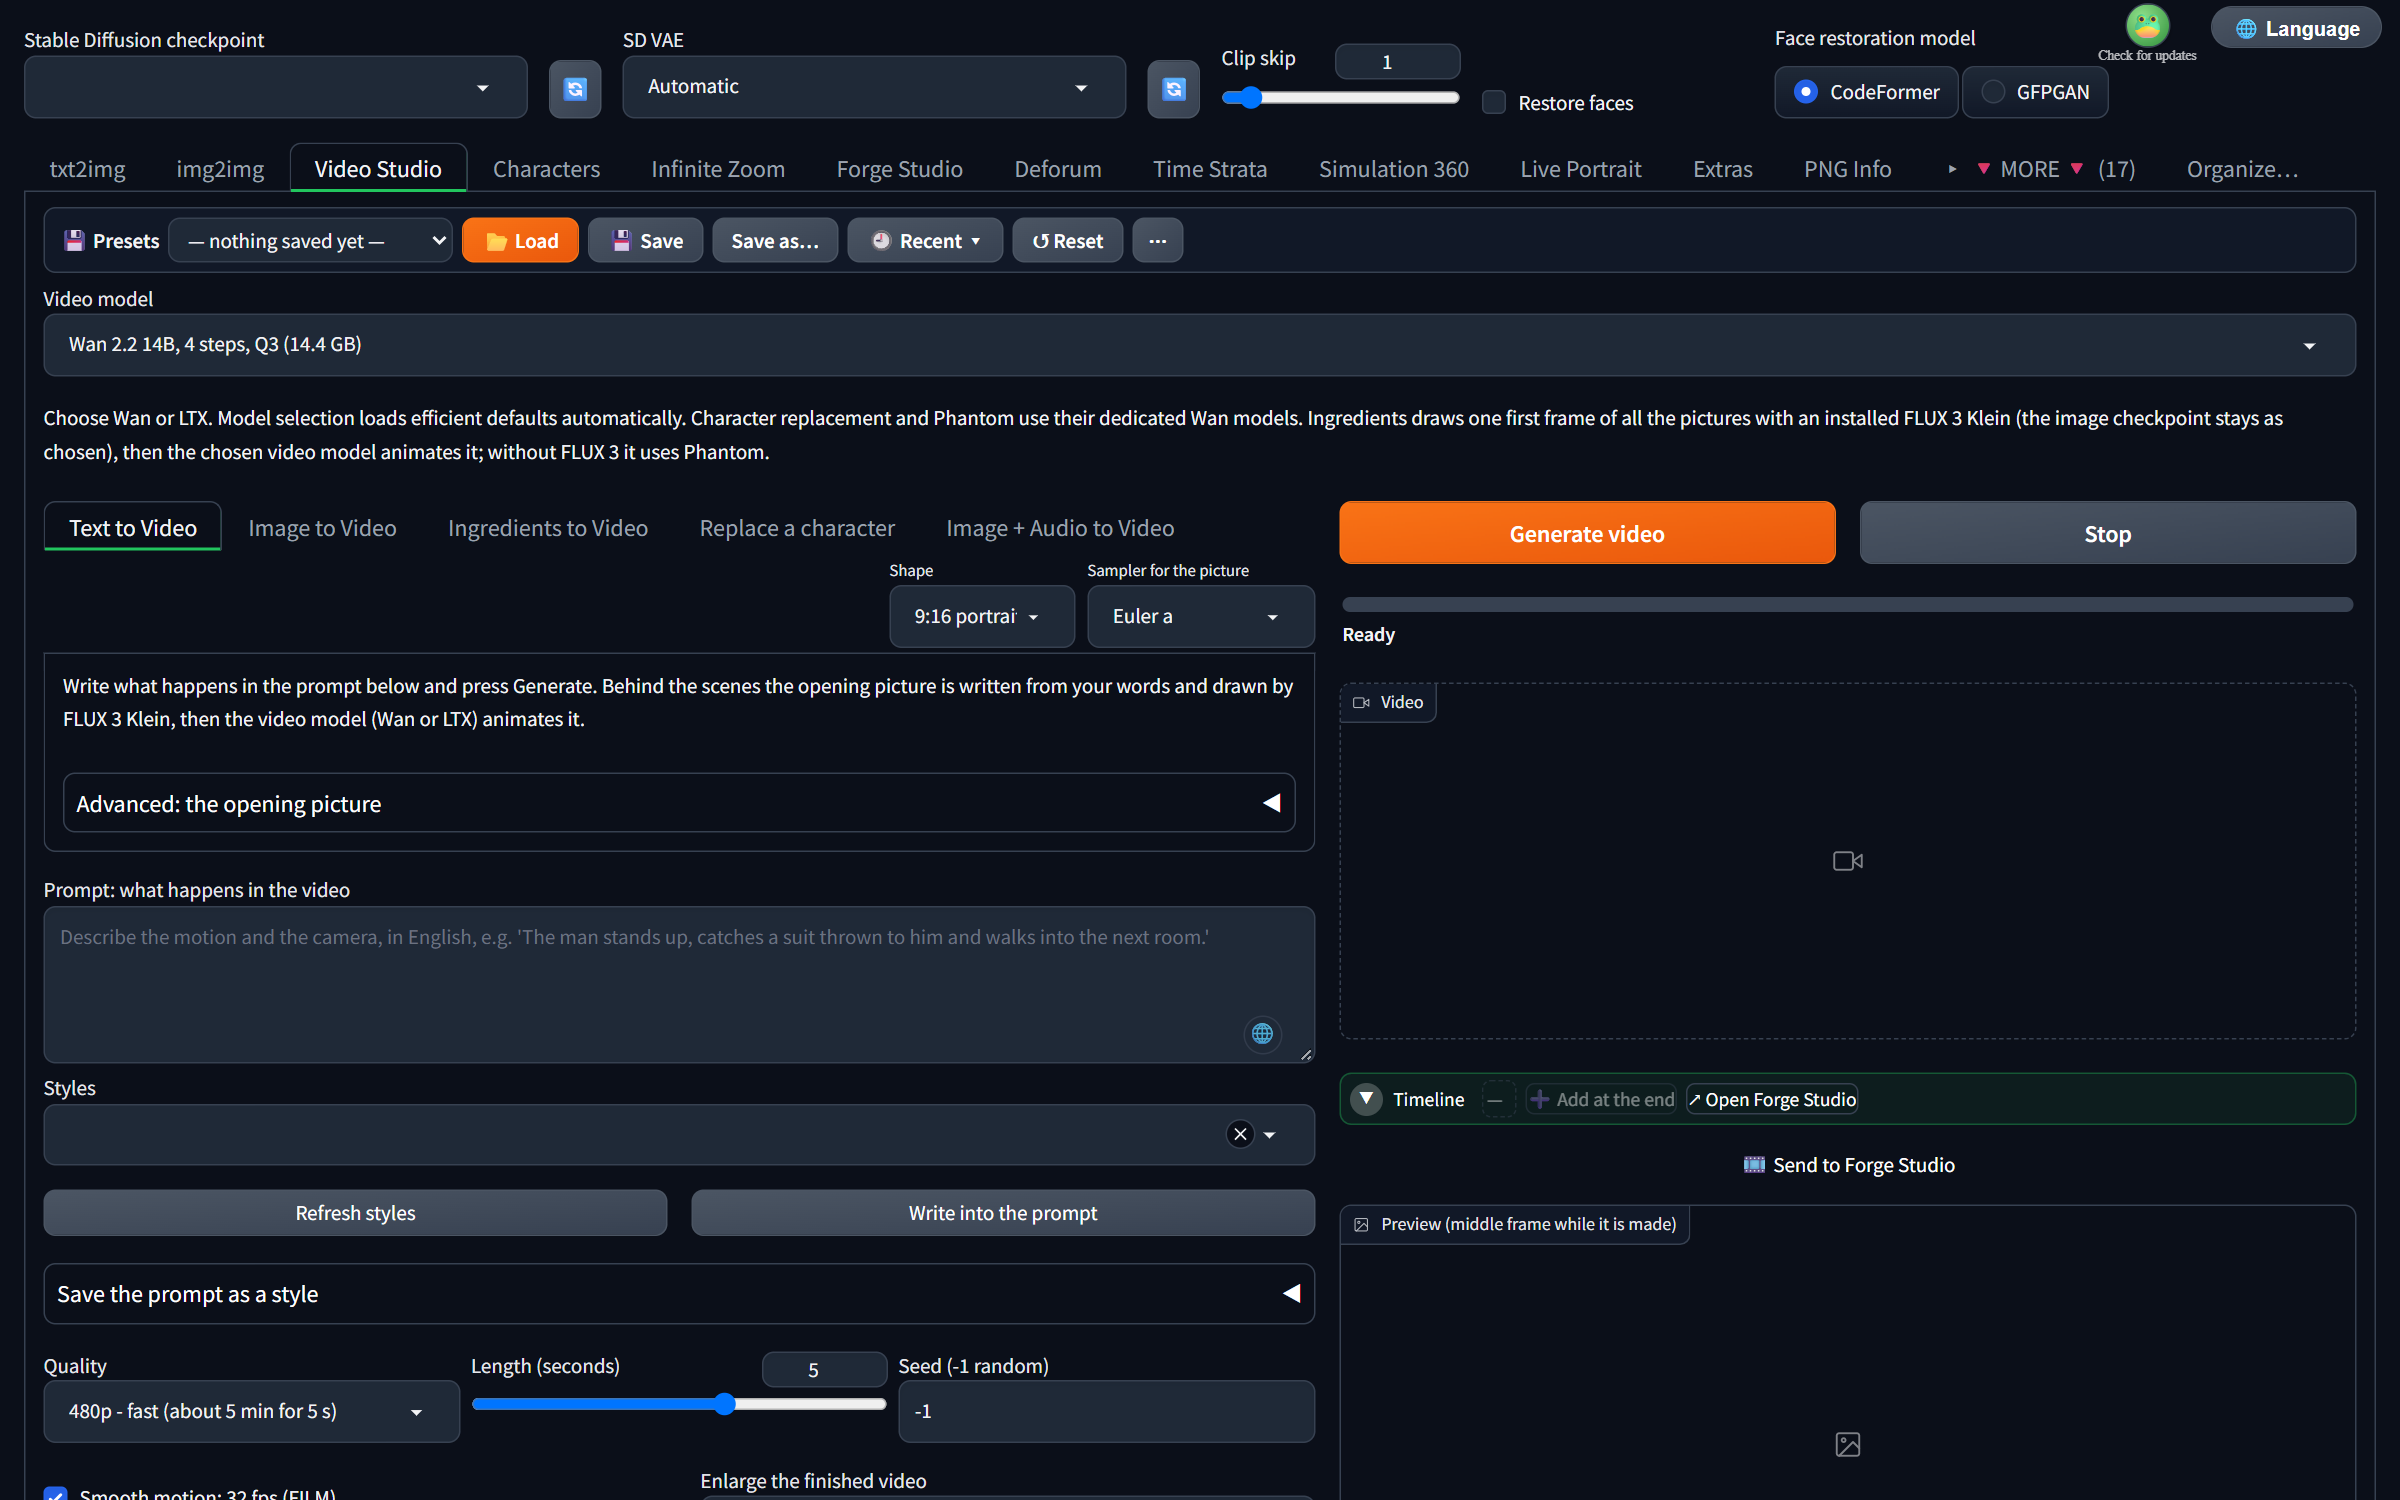 Stable Diffusion checkpoint
SD VAE
Automatic
Clip skip
1
Restore faces
Face restoration model
CodeFormer
GFPGAN
Check for updates
Language
txt2img
img2img
Video Studio
Characters
Infinite Zoom
Forge Studio
Deforum
Time Strata
Simulation 360
Live Portrait
Extras
PNG Info
MORE (17)
Organize...
Presets
— nothing saved yet —
Load
Save
Save as...
Recent
Reset
Video model
Wan 2.2 14B, 4 steps, Q3 (14.4 GB)
Choose Wan or LTX. Model selection loads efficient defaults automatically. Character replacement and Phantom use their dedicated Wan models. Ingredients draws one first frame of all the pictures with an installed FLUX 3 Klein (the image checkpoint stays as
chosen), then the chosen video model animates it; without FLUX 3 it uses Phantom.
Text to Video
Image to Video
Ingredients to Video
Replace a character
Image + Audio to Video
Shape
9:16 portrai
Sampler for the picture
Euler a
Write what happens in the prompt below and press Generate. Behind the scenes the opening picture is written from your words and drawn by
FLUX 3 Klein, then the video model (Wan or LTX) animates it.
Advanced: the opening picture
Prompt: what happens in the video
Describe the motion and the camera, in English, e.g. 'The man stands up, catches a suit thrown to him and walks into the next room.'
Styles
Refresh styles
Write into the prompt
Save the prompt as a style
Quality
480p - fast (about 5 min for 5 s)
Length (seconds)
5
Seed (-1 random)
-1
Smooth motion: 32 fps (FILM)
Enlarge the finished video
Generate video
Stop
Ready
Video
Timeline
—
Add at the end
Open Forge Studio
Send to Forge Studio
Preview (middle frame while it is made)